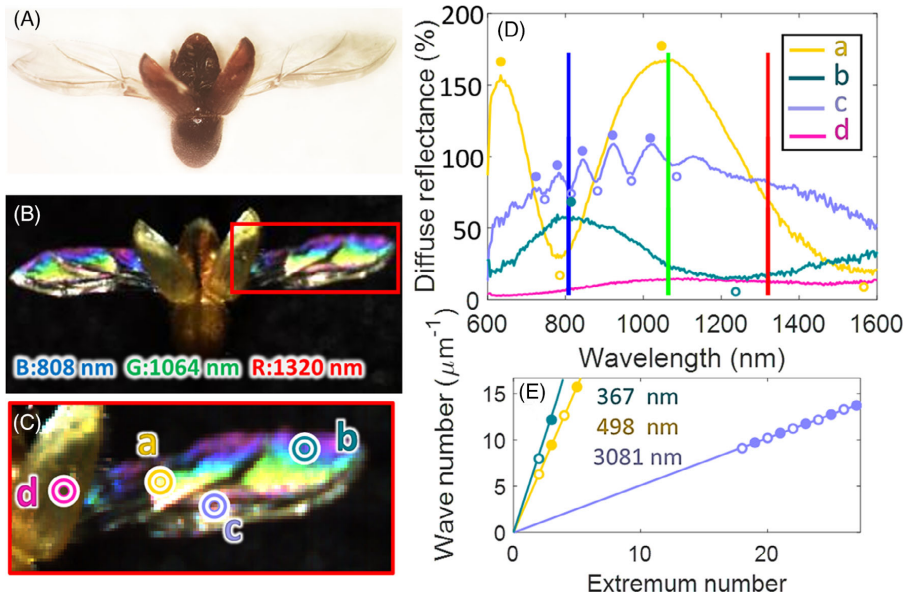 (A)
(B)
B:808 nm G:1064 nm R:1320 nm
(C)
a
b
c
d
(D)
Diffuse reflectance (%)
200
150
100
50
0
a
b
c
d
600 800 1000 1200 1400 1600
Wavelength (nm)
(E)
Wave number (μm⁻¹)
15
10
5
0
367 nm
498 nm
3081 nm
0 10 20
Extremum number